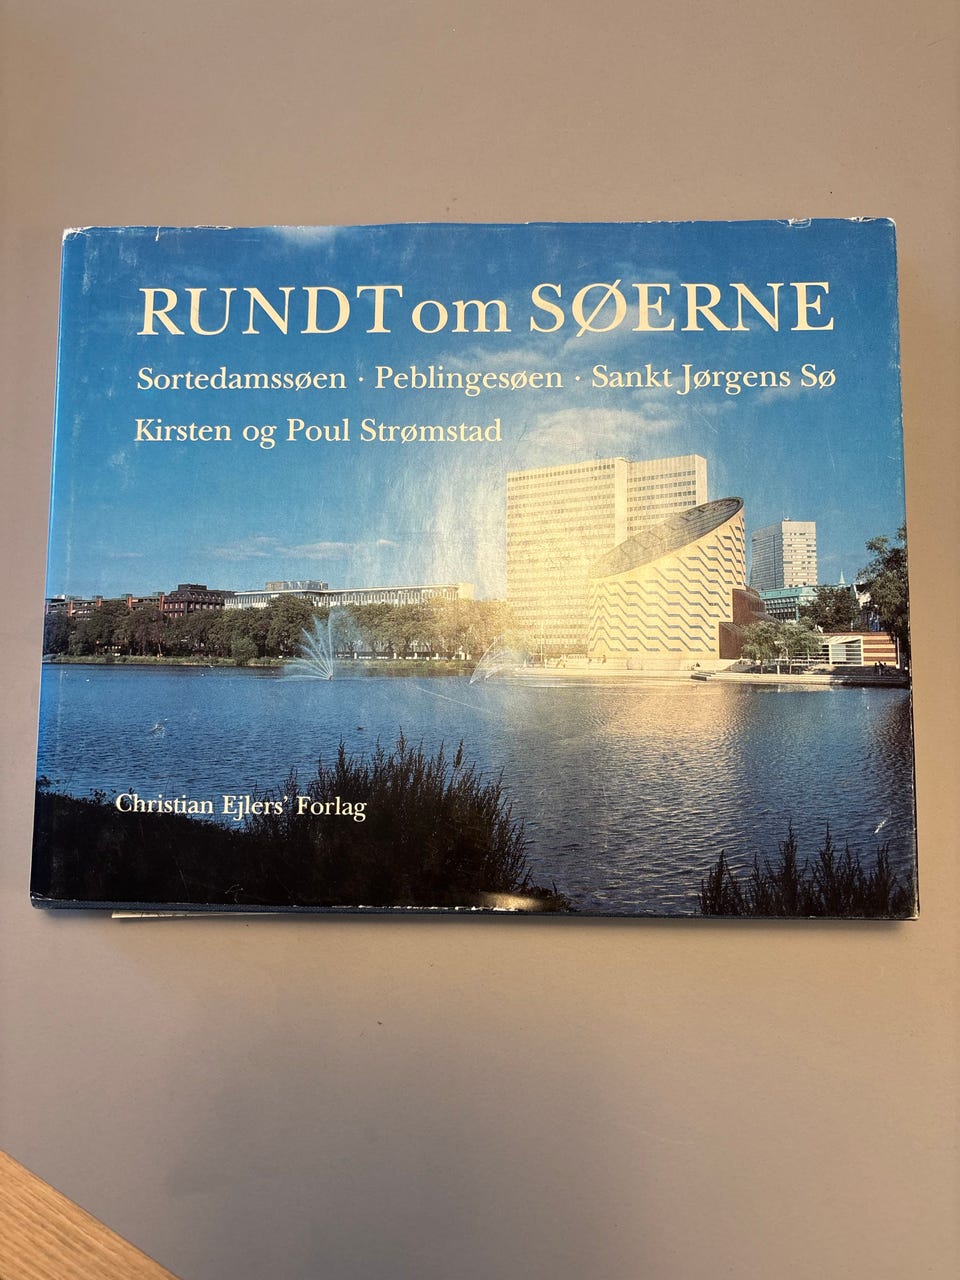 RUNDT om SØERNE
Sortedamssøen · Peblingesøen · Sankt Jørgens Sø
Kirsten og Poul Strømstad
Christian Ejlers' Forlag